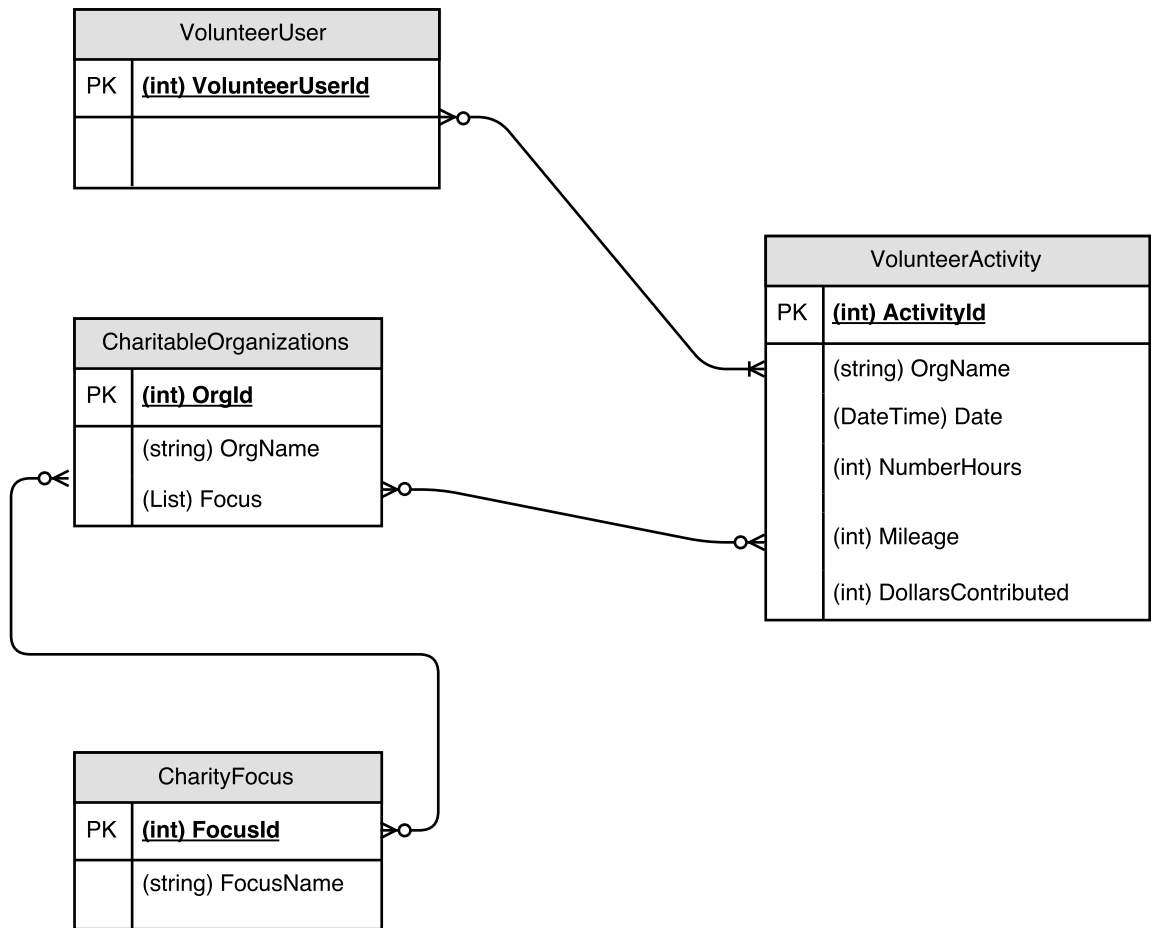 VolunteerUser
PK (int) VolunteerUserId
VolunteerActivity
PK (int) ActivityId
(string) OrgName
(DateTime) Date
(int) NumberHours
(int) Mileage
(int) DollarsContributed
CharitableOrganizations
PK (int) OrgId
(string) OrgName
(List) Focus
CharityFocus
PK (int) FocusId
(string) FocusName